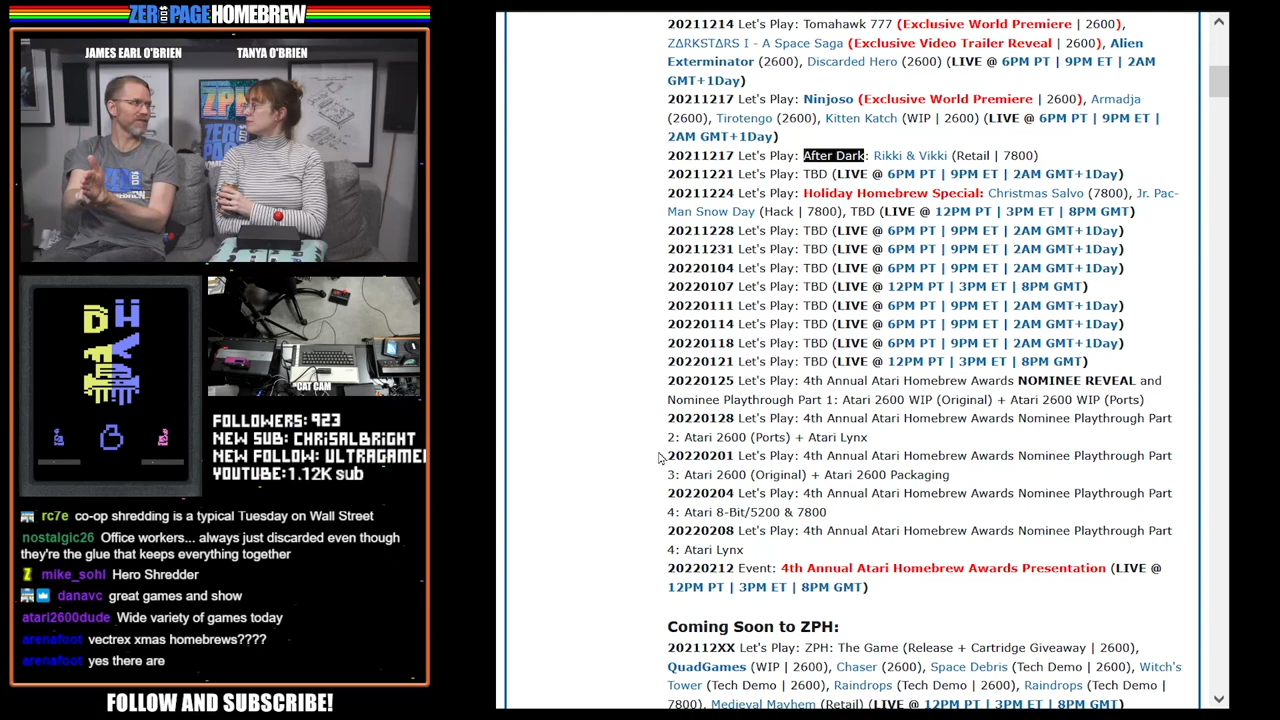 ZERO PAGE HOMEBREW
JAMES EARL O'BRIEN
TANYA O'BRIEN
*CAT CAM
FOLLOWERS: 923
NEW SUB: CHRISALBRIGHT
NEW FOLLOW: ULTRAGAME
YOUTUBE:1.12K sub
rc7e co-op shredding is a typical Tuesday on Wall Street
nostalgic26 Office workers... always just discarded even though
they're the glue that keeps everything together
mike_sohl Hero Shredder
danavc great games and show
atari2600dude Wide variety of games today
arenafoot vectrex xmas homebrews????
arenafoot yes there are
FOLLOW AND SUBSCRIBE!
20211214 Let's Play: Tomahawk 777 (Exclusive World Premiere | 2600),
ZΔRKSTΔRS I - A Space Saga (Exclusive Video Trailer Reveal | 2600), Alien
Exterminator (2600), Discarded Hero (2600) (LIVE @ 6PM PT | 9PM ET | 2AM
GMT+1Day)
20211217 Let's Play: Ninjoso (Exclusive World Premiere | 2600), Armadja
(2600), Tirotengo (2600), Kitten Katch (WIP | 2600) (LIVE @ 6PM PT | 9PM ET |
2AM GMT+1Day)
20211217 Let's Play: After Dark: Rikki & Vikki (Retail | 7800)
20211221 Let's Play: TBD (LIVE @ 6PM PT | 9PM ET | 2AM GMT+1Day)
20211224 Let's Play: Holiday Homebrew Special: Christmas Salvo (7800), Jr. Pac-
Man Snow Day (Hack | 7800), TBD (LIVE @ 12PM PT | 3PM ET | 8PM GMT)
20211228 Let's Play: TBD (LIVE @ 6PM PT | 9PM ET | 2AM GMT+1Day)
20211231 Let's Play: TBD (LIVE @ 6PM PT | 9PM ET | 2AM GMT+1Day)
20220104 Let's Play: TBD (LIVE @ 6PM PT | 9PM ET | 2AM GMT+1Day)
20220107 Let's Play: TBD (LIVE @ 12PM PT | 3PM ET | 8PM GMT)
20220111 Let's Play: TBD (LIVE @ 6PM PT | 9PM ET | 2AM GMT+1Day)
20220114 Let's Play: TBD (LIVE @ 6PM PT | 9PM ET | 2AM GMT+1Day)
20220118 Let's Play: TBD (LIVE @ 6PM PT | 9PM ET | 2AM GMT+1Day)
20220121 Let's Play: TBD (LIVE @ 12PM PT | 3PM ET | 8PM GMT)
20220125 Let's Play: 4th Annual Atari Homebrew Awards NOMINEE REVEAL and
Nominee Playthrough Part 1: Atari 2600 WIP (Original) + Atari 2600 WIP (Ports)
20220128 Let's Play: 4th Annual Atari Homebrew Awards Nominee Playthrough Part
2: Atari 2600 (Ports) + Atari Lynx
20220201 Let's Play: 4th Annual Atari Homebrew Awards Nominee Playthrough Part
3: Atari 2600 (Original) + Atari 2600 Packaging
20220204 Let's Play: 4th Annual Atari Homebrew Awards Nominee Playthrough Part
4: Atari 8-Bit/5200 & 7800
20220208 Let's Play: 4th Annual Atari Homebrew Awards Nominee Playthrough Part
4: Atari Lynx
20220212 Event: 4th Annual Atari Homebrew Awards Presentation (LIVE @
12PM PT | 3PM ET | 8PM GMT)
Coming Soon to ZPH:
202112XX Let's Play: ZPH: The Game (Release + Cartridge Giveaway | 2600),
QuadGames (WIP | 2600), Chaser (2600), Space Debris (Tech Demo | 2600), Witch's
Tower (Tech Demo | 2600), Raindrops (Tech Demo | 2600), Raindrops (Tech Demo |
7800), Medieval Mayhem (Retail) (LIVE @ 12PM PT | 3PM ET | 8PM GMT)